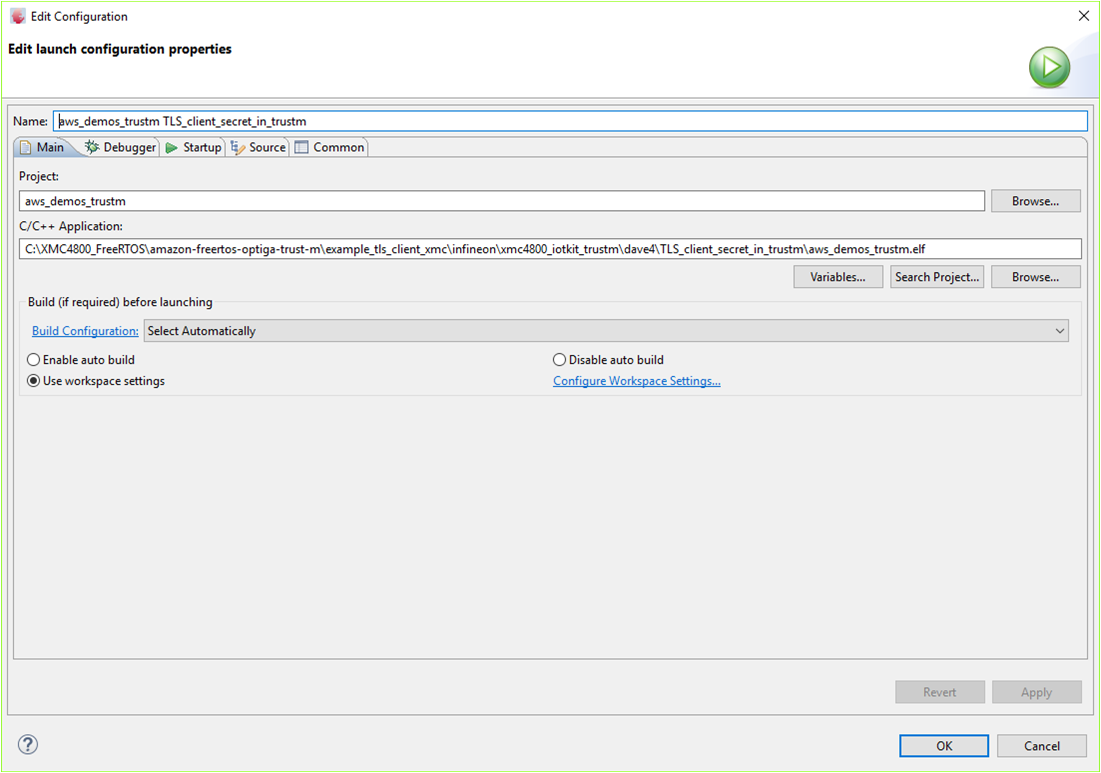 Edit Configuration
Edit launch configuration properties
Name: aws_demos_trustm TLS_client_secret_in_trustm
Main Debugger Startup Source Common
Project:
aws_demos_trustm Browse...
C/C++ Application:
C:\XMC4800_FreeRTOS\amazon-freertos-optiga-trust-m\example_tls_client_xmc\infineon\xmc4800_iotkit_trustm\dave4\TLS_client_secret_in_trustm\aws_demos_trustm.elf
Variables... Search Project... Browse...
Build (if required) before launching
Build Configuration: Select Automatically
Enable auto build Disable auto build
Use workspace settings Configure Workspace Settings...
Revert Apply
? OK Cancel